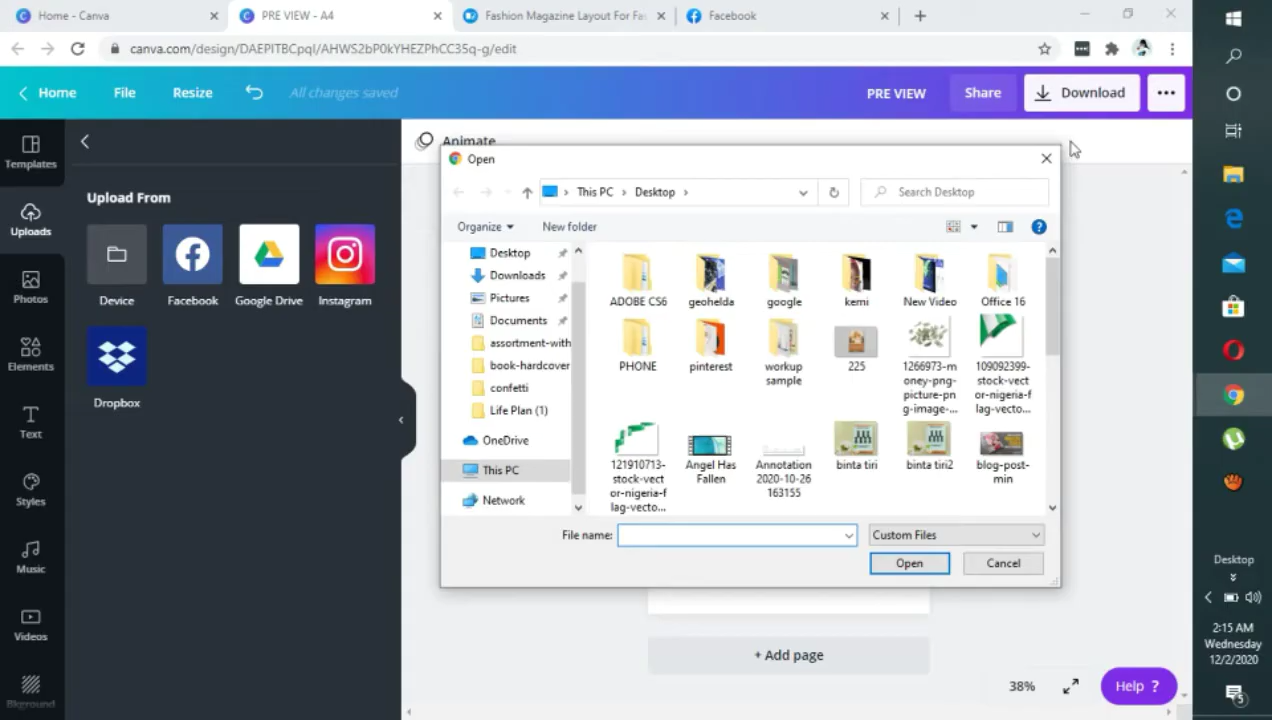 Home - Canva
PRE VIEW - A4
Fashion Magazine Layout For Fa
Facebook
canva.com/design/DAEPITBCpqI/AHWS2bP0kYHEZPhCC35q-g/edit
Home
File
Resize
All changes saved
PRE VIEW
Share
Download
Templates
Uploads
Photos
Elements
Text
Styles
Music
Videos
Bkground
Upload From
Device
Facebook
Google Drive
Instagram
Dropbox
Animate
Open
This PC
Desktop
Search Desktop
Organize
New folder
Desktop
Downloads
Pictures
Documents
assortment-with
book-hardcover
confetti
Life Plan (1)
OneDrive
This PC
Network
ADOBE CS6
geohelda
google
kemi
New Video
Office 16
PHONE
pinterest
workup
sample
225
1266973-m
oney-png-
picture-pn
g-image-...
109092399-
stock-vect
or-nigeria-f
lag-vecto...
121910713-
stock-vect
or-nigeria-f
lag-vecto...
Angel Has
Fallen
Annotation
2020-10-26
163155
binta tiri
binta tiri2
blog-post-
min
File name:
Custom Files
Open
Cancel
+ Add page
38%
Help ?
Desktop
2:15 AM
Wednesday
12/2/2020
5